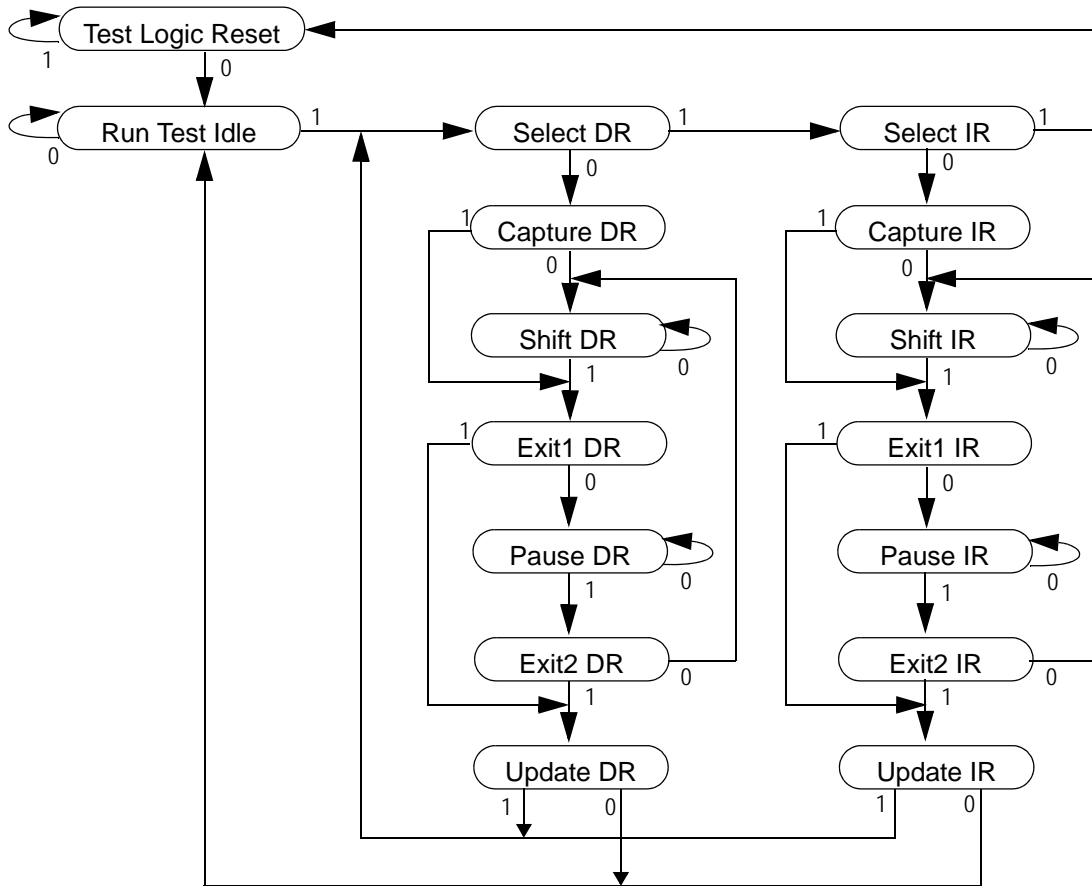 Test Logic Reset
1
0
Run Test Idle
1
0
Select DR
1
0
Select IR
1
0
1
Capture DR
0
1
Capture IR
0
Shift DR
0
1
Shift IR
0
1
1
Exit1 DR
0
1
Exit1 IR
0
Pause DR
0
1
Pause IR
0
1
Exit2 DR
0
1
Exit2 IR
0
1
Update DR
1
0
Update IR
1
0